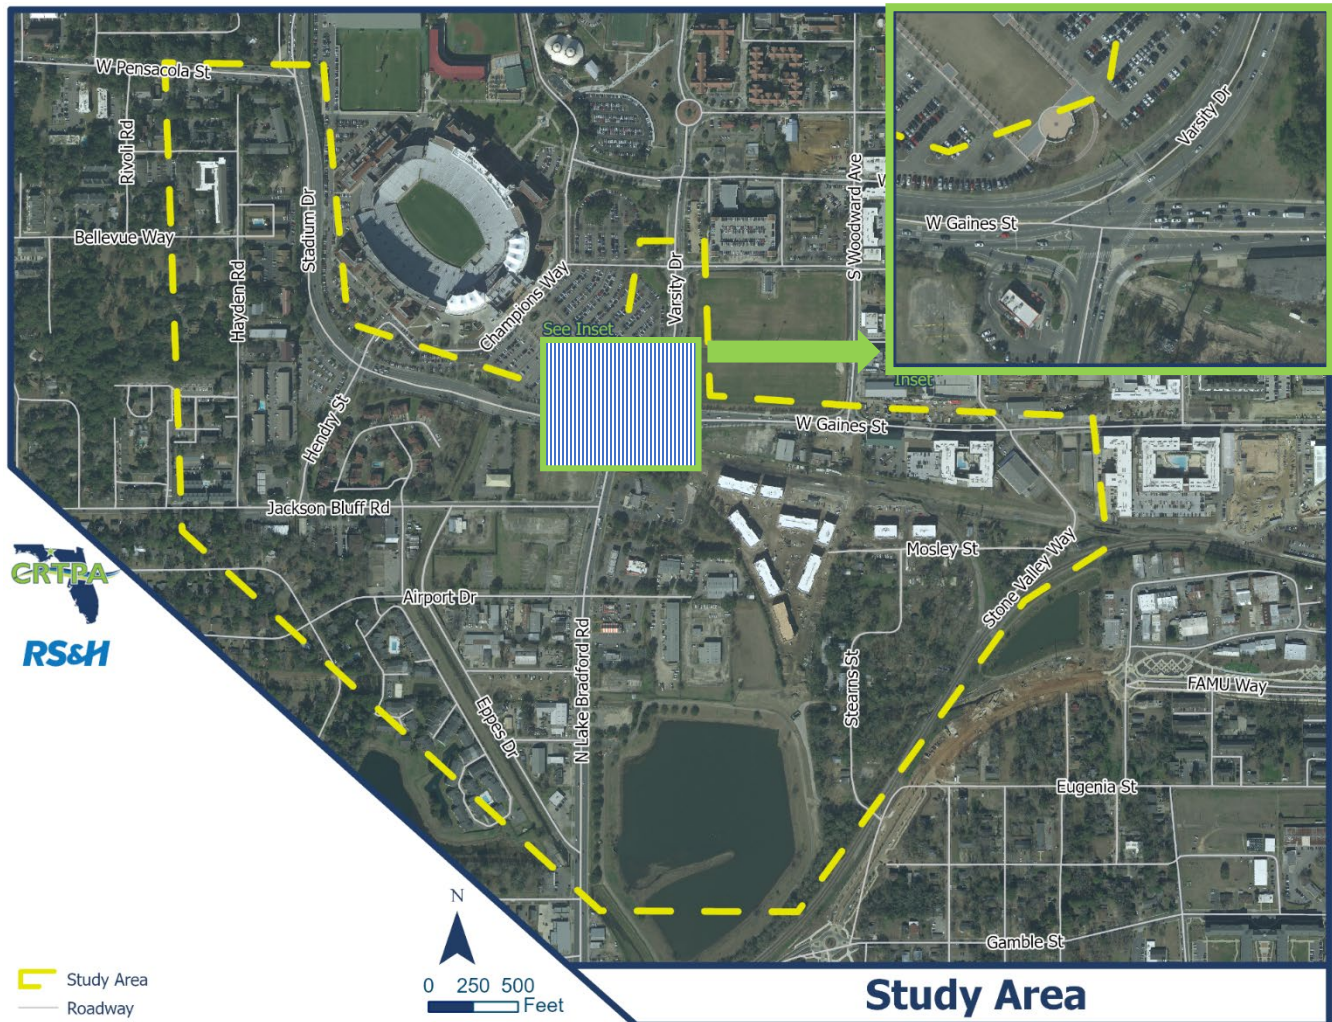 W Pensacola St
Rivoli Rd
Bellevue Way
Hayden Rd
Stadium Dr
Champions Way
Varsity Dr
S Woodward Ave
See Inset
Inset
Varsity Dr
W Gaines St
W Gaines St
Hendry St
Jackson Bluff Rd
Airport Dr
Eppes Dr
N Lake Bradford Rd
Mosley St
Stearns St
Stone Valley Way
FAMU Way
Eugenia St
Gamble St
CRTPA
RS&H
N
0 250 500
Feet
Study Area
Roadway
Study Area